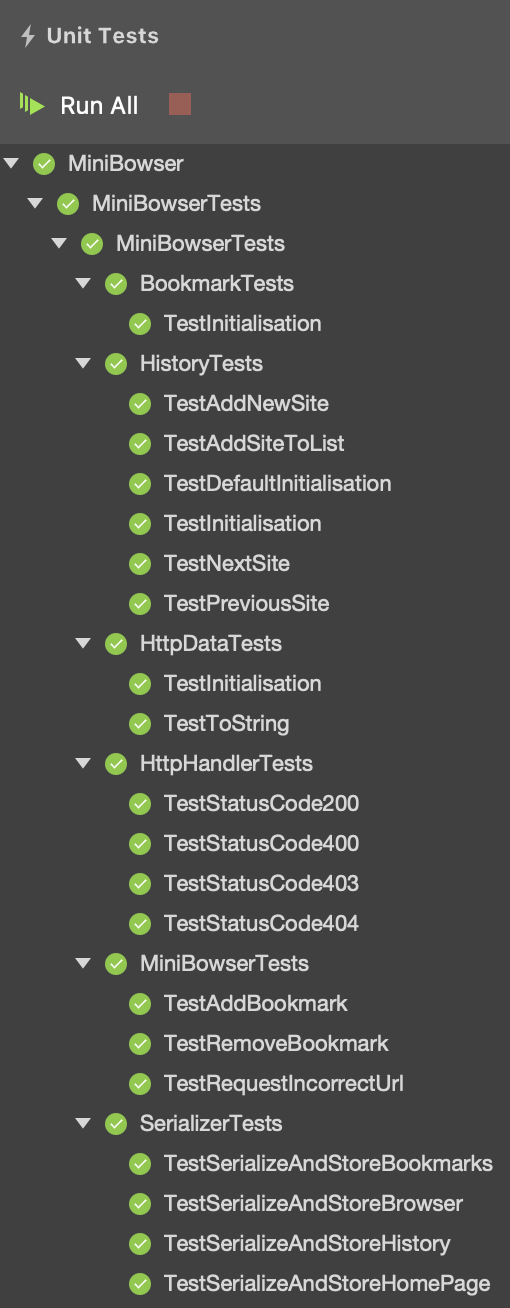 Unit Tests
Run All
MiniBowser
MiniBowserTests
MiniBowserTests
BookmarkTests
TestInitialisation
HistoryTests
TestAddNewSite
TestAddSiteToList
TestDefaultInitialisation
TestInitialisation
TestNextSite
TestPreviousSite
HttpDataTests
TestInitialisation
TestToString
HttpHandlerTests
TestStatusCode200
TestStatusCode400
TestStatusCode403
TestStatusCode404
MiniBowserTests
TestAddBookmark
TestRemoveBookmark
TestRequestIncorrectUrl
SerializerTests
TestSerializeAndStoreBookmarks
TestSerializeAndStoreBrowser
TestSerializeAndStoreHistory
TestSerializeAndStoreHomePage